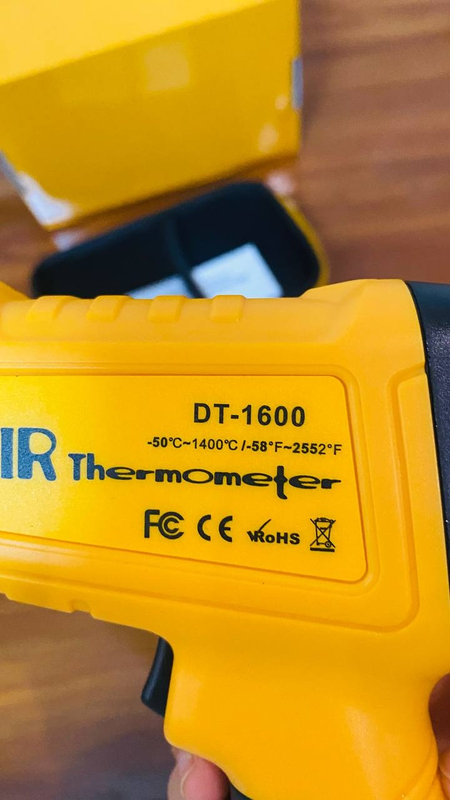 DT-1600
-50°C~1400°C /-58°F~2552°F
IR Thermometer
FC CE RoHS